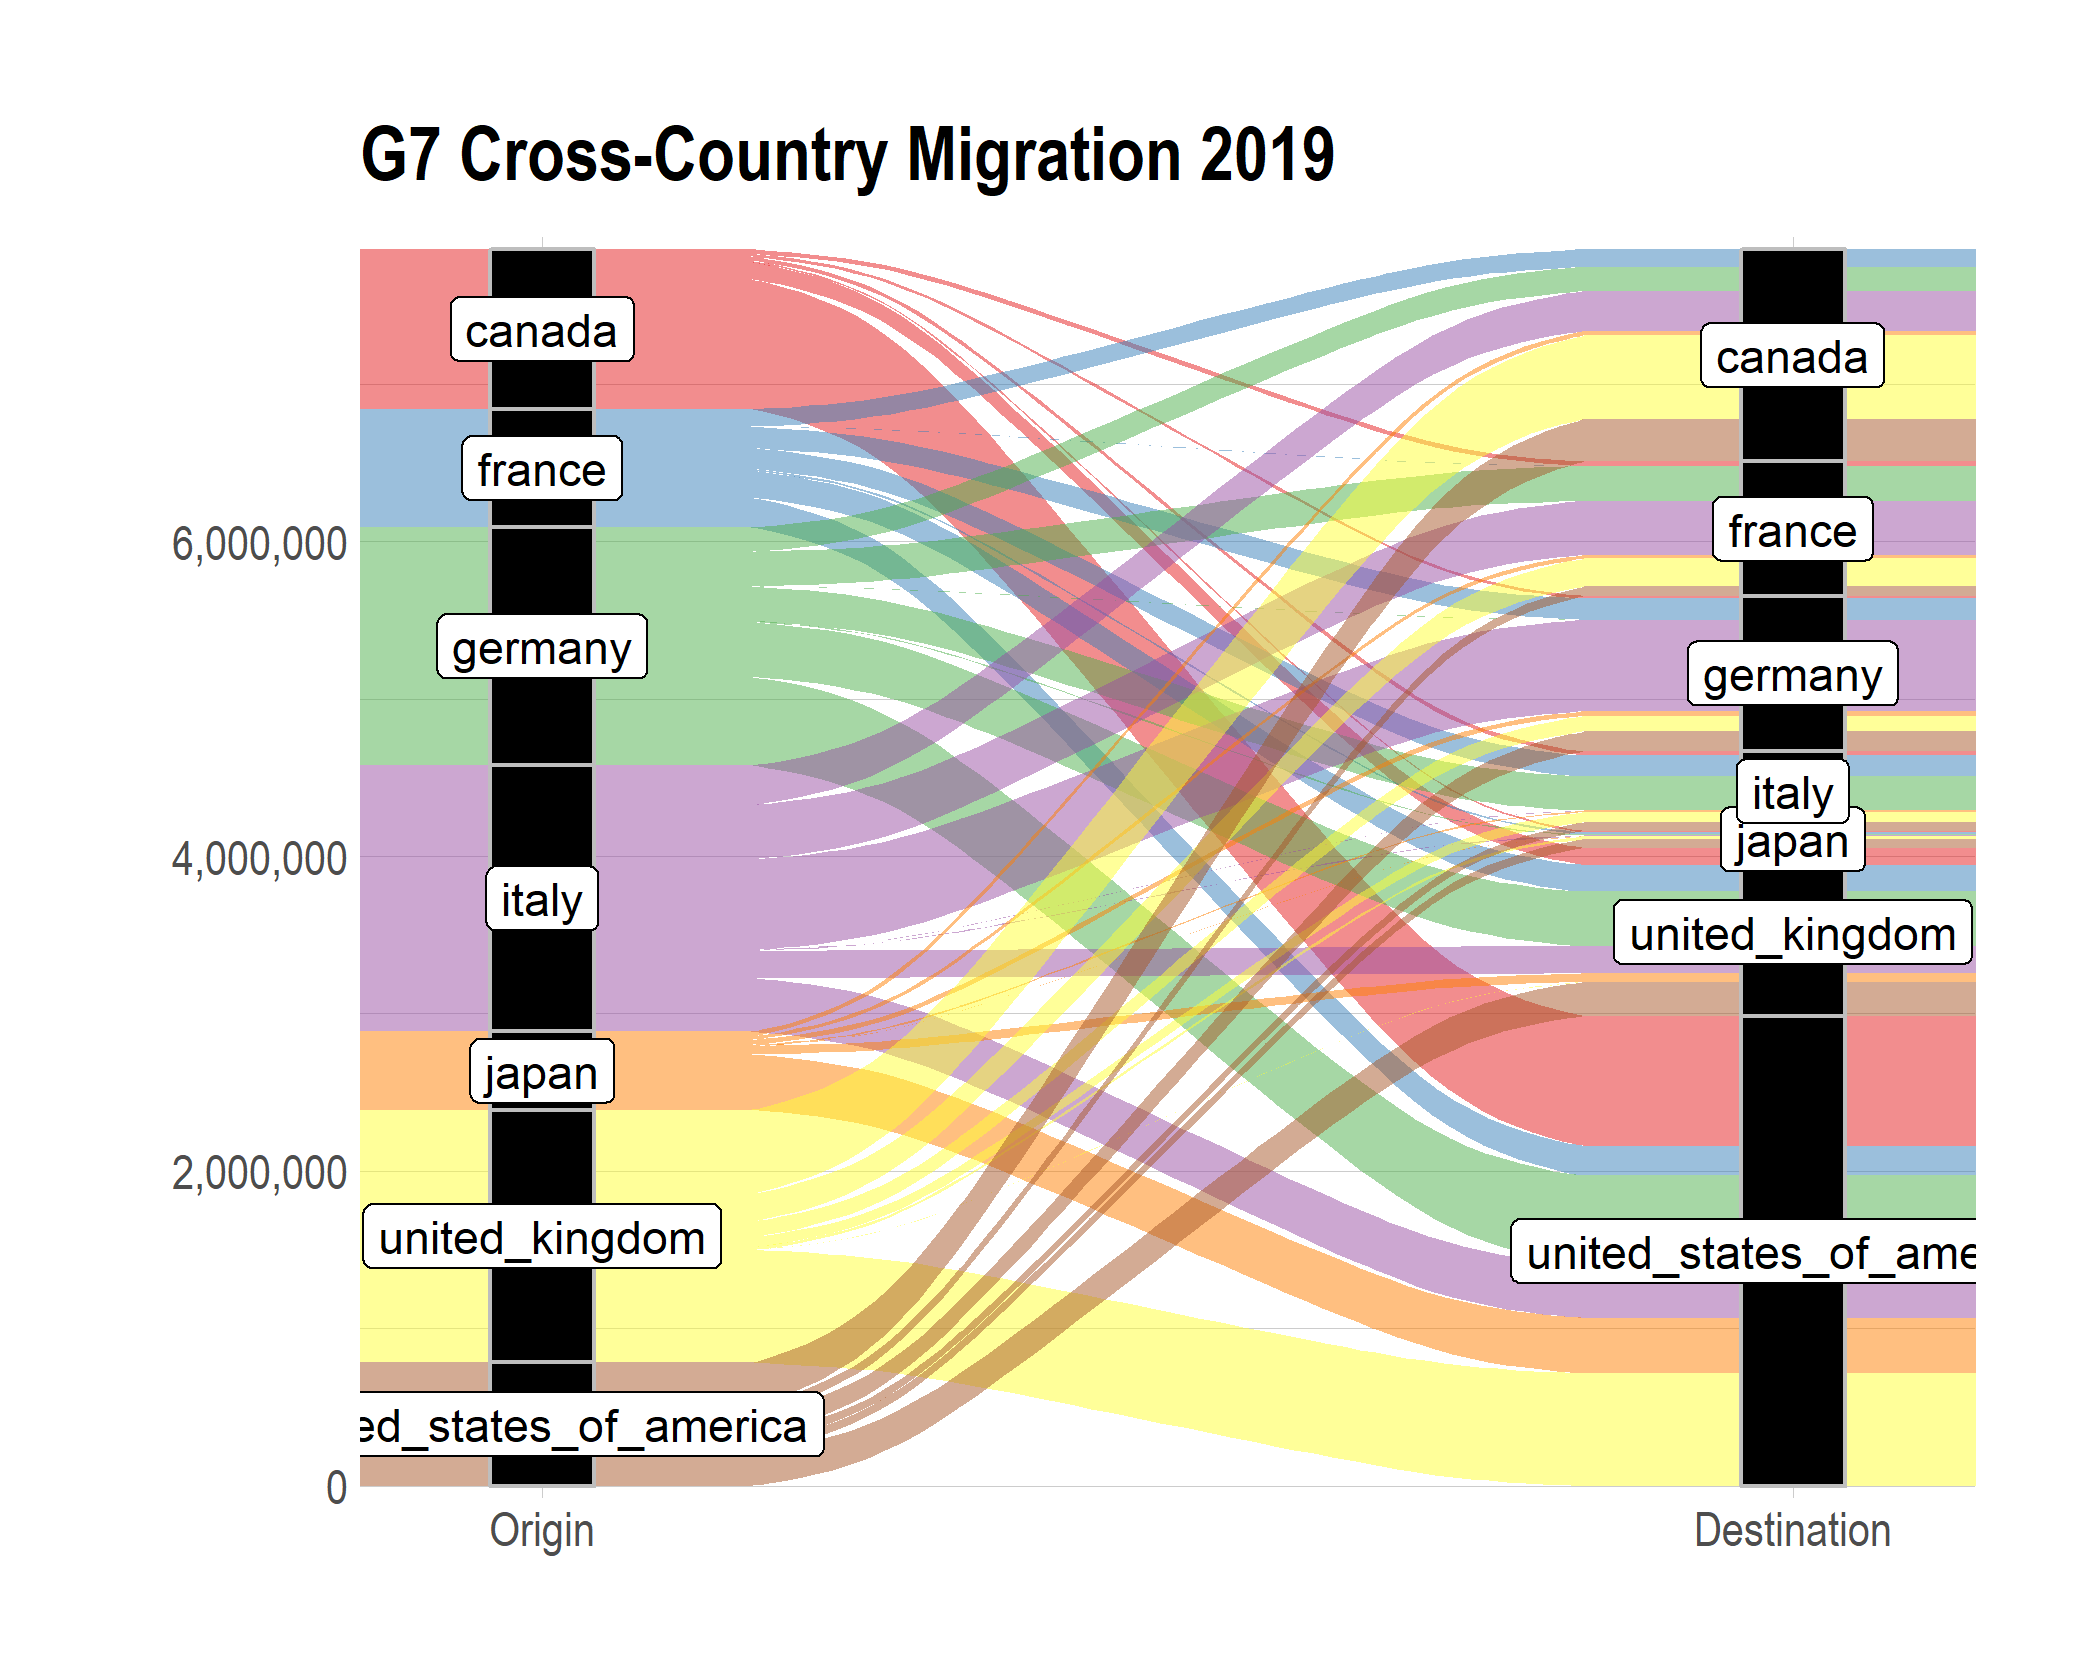 G7 Cross-Country Migration 2019
canada
canada
france
france
6,000,000
germany
germany
italy
japan
4,000,000
italy
united_kingdom
japan
2,000,000
united_kingdom
united_states_of_ame
ed_states_of_america
0
Origin
Destination